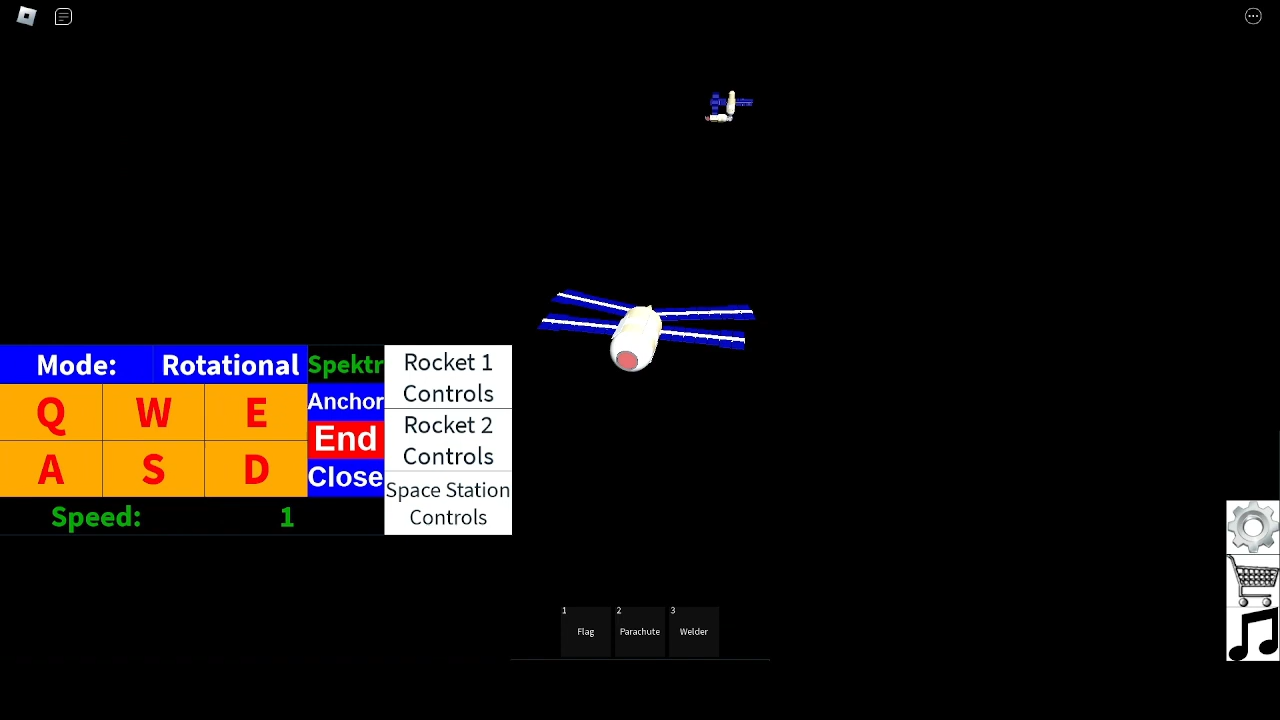 Mode: Rotational Spektr
Q W E
A S D
Anchor
End
Close
Speed: 1
Rocket 1
Controls
Rocket 2
Controls
Space Station
Controls
1 2 3
Flag Parachute Welder